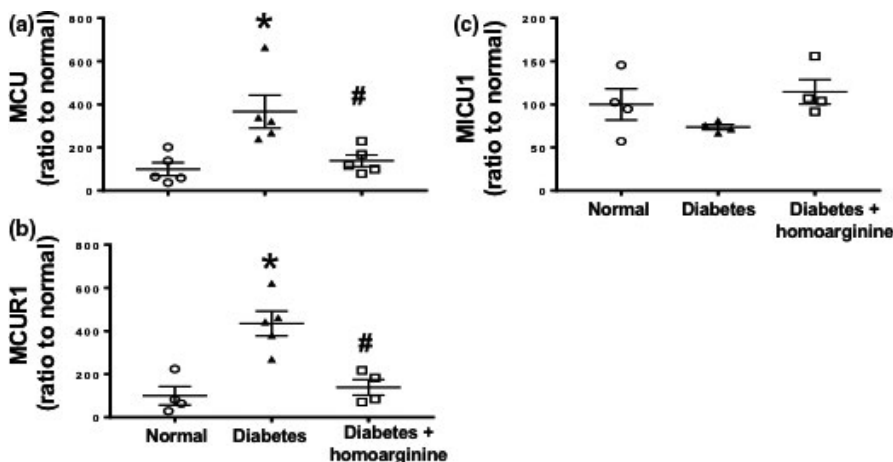 (a)
MCU
(ratio to normal)
800
600
400
200
0
*
#
(b)
MCUR1
(ratio to normal)
800
600
400
200
0
*
#
Normal
Diabetes
Diabetes +
homoarginine
(c)
MICU1
(ratio to normal)
200
150
100
50
0
Normal
Diabetes
Diabetes +
homoarginine